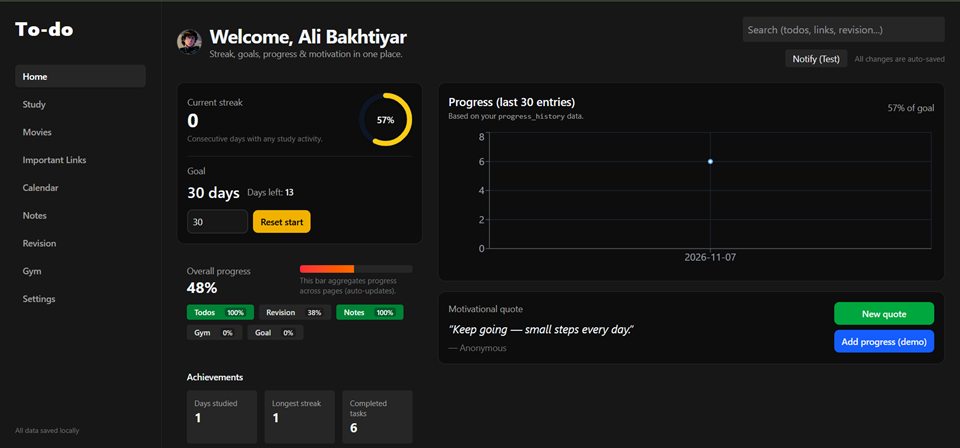 To-do
Home
Study
Movies
Important Links
Calendar
Notes
Revision
Gym
Settings
All data saved locally
Welcome, Ali Bakhtiyar
Streak, goals, progress & motivation in one place.
Search (todos, links, revision...)
Notify (Test)
All changes are auto-saved
Current streak
0
Consecutive days with any study activity.
57%
Goal
30 days
Days left: 13
30
Reset start
Overall progress
48%
This bar aggregates progress
across pages (auto-updates).
Todos 100%
Revision 38%
Notes 100%
Gym 0%
Goal 0%
Achievements
Days studied
1
Longest streak
1
Completed
tasks
6
Progress (last 30 entries)
Based on your progress_history data.
57% of goal
8
6
4
2
0
2026-11-07
Motivational quote
“Keep going — small steps every day.”
— Anonymous
New quote
Add progress (demo)